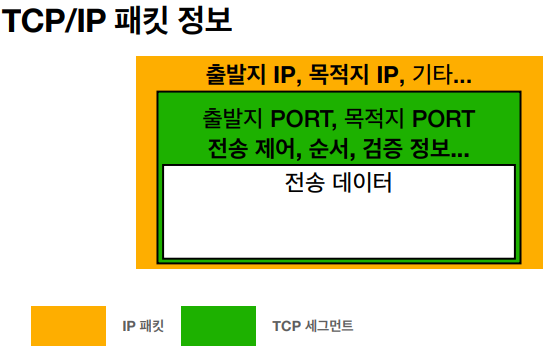 TCP/IP 패킷 정보
출발지 IP, 목적지 IP, 기타...
출발지 PORT, 목적지 PORT
전송 제어, 순서, 검증 정보...
전송 데이터
IP 패킷
TCP 세그먼트